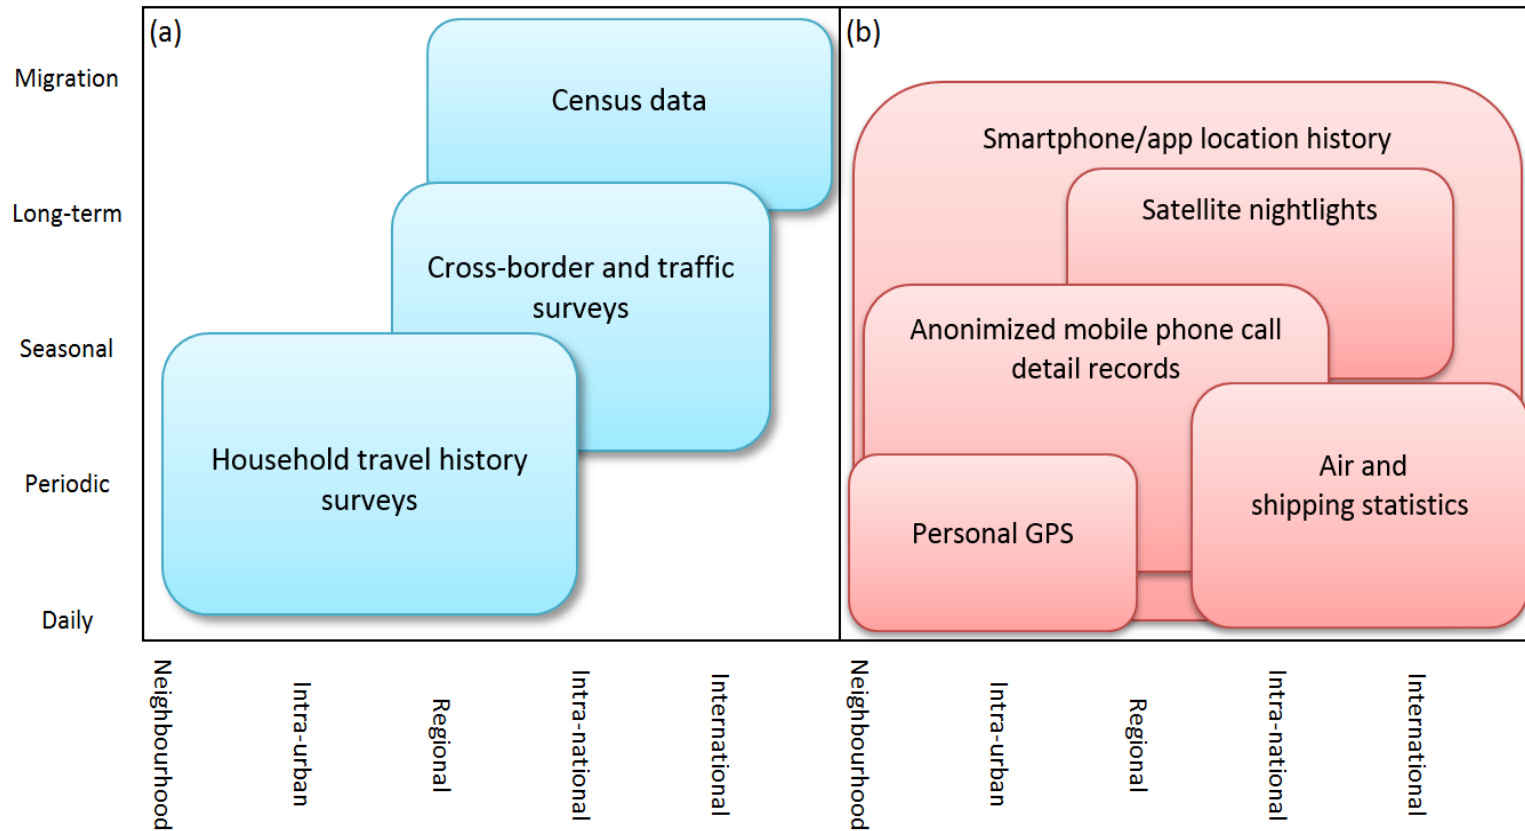 (a)
(b)
Migration
Long-term
Seasonal
Periodic
Daily
Census data
Cross-border and traffic
surveys
Household travel history
surveys
Smartphone/app location history
Satellite nightlights
Anonimized mobile phone call
detail records
Air and
shipping statistics
Personal GPS
Neighbourhood
Intra-urban
Regional
Intra-national
International
Neighbourhood
Intra-urban
Regional
Intra-national
International